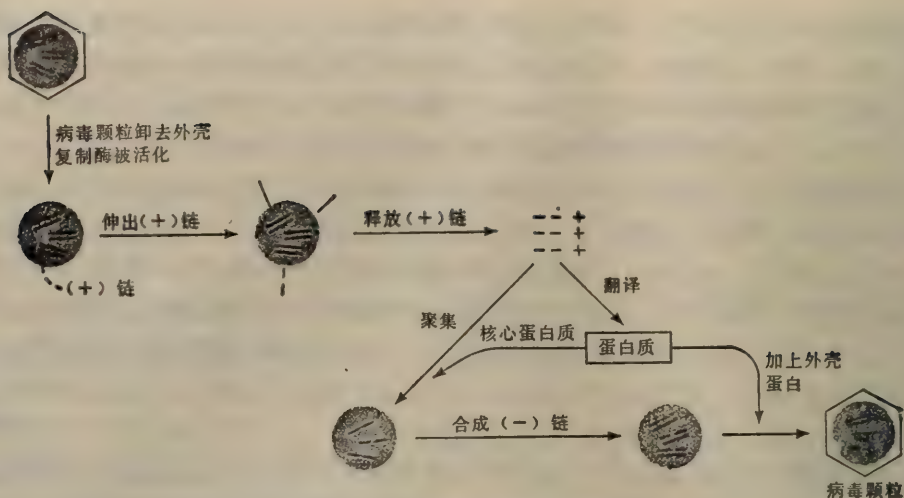 病毒颗粒卸去外壳
复制酶被活化
伸出(+)链
释放(+)链
(+)链
--+
--+
--+
翻译
聚集
核心蛋白质
蛋白质
加上外壳
蛋白
合成(-)链
病毒颗粒